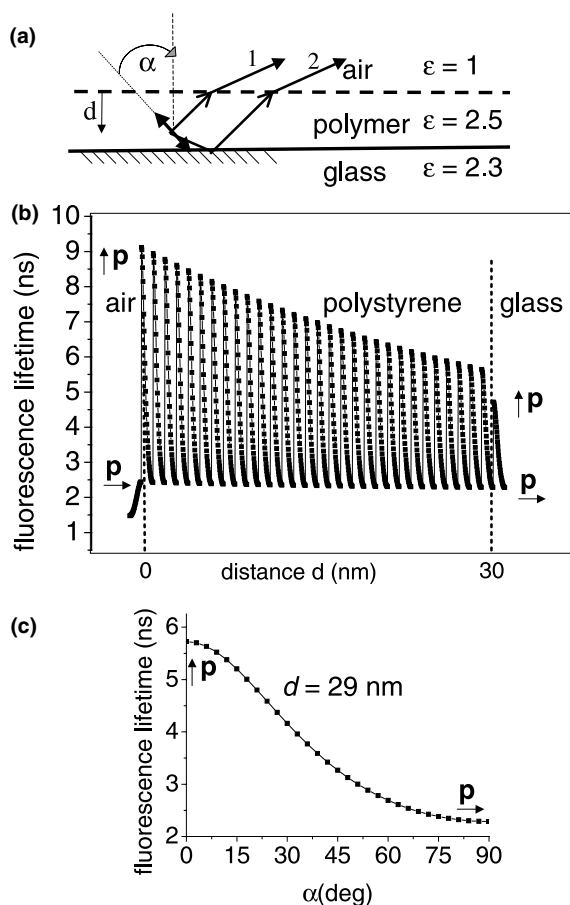 (a)
α
1
2
air ε = 1
d
polymer ε = 2.5
glass ε = 2.3
(b)
fluorescence lifetime (ns)
10
9
8
7
6
5
4
3
2
1
p
air
polystyrene
glass
p
p
p
0
30
distance d (nm)
(c)
fluorescence lifetime (ns)
6
5
4
3
2
p
d = 29 nm
p
0 15 30 45 60 75 90
α(deg)